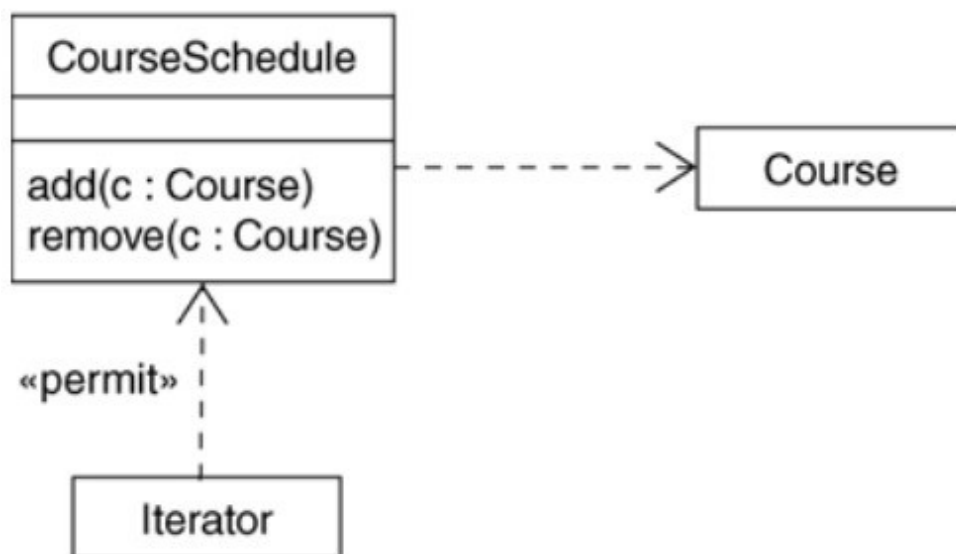 CourseSchedule
add(c : Course)
remove(c : Course)
Course
«permit»
Iterator